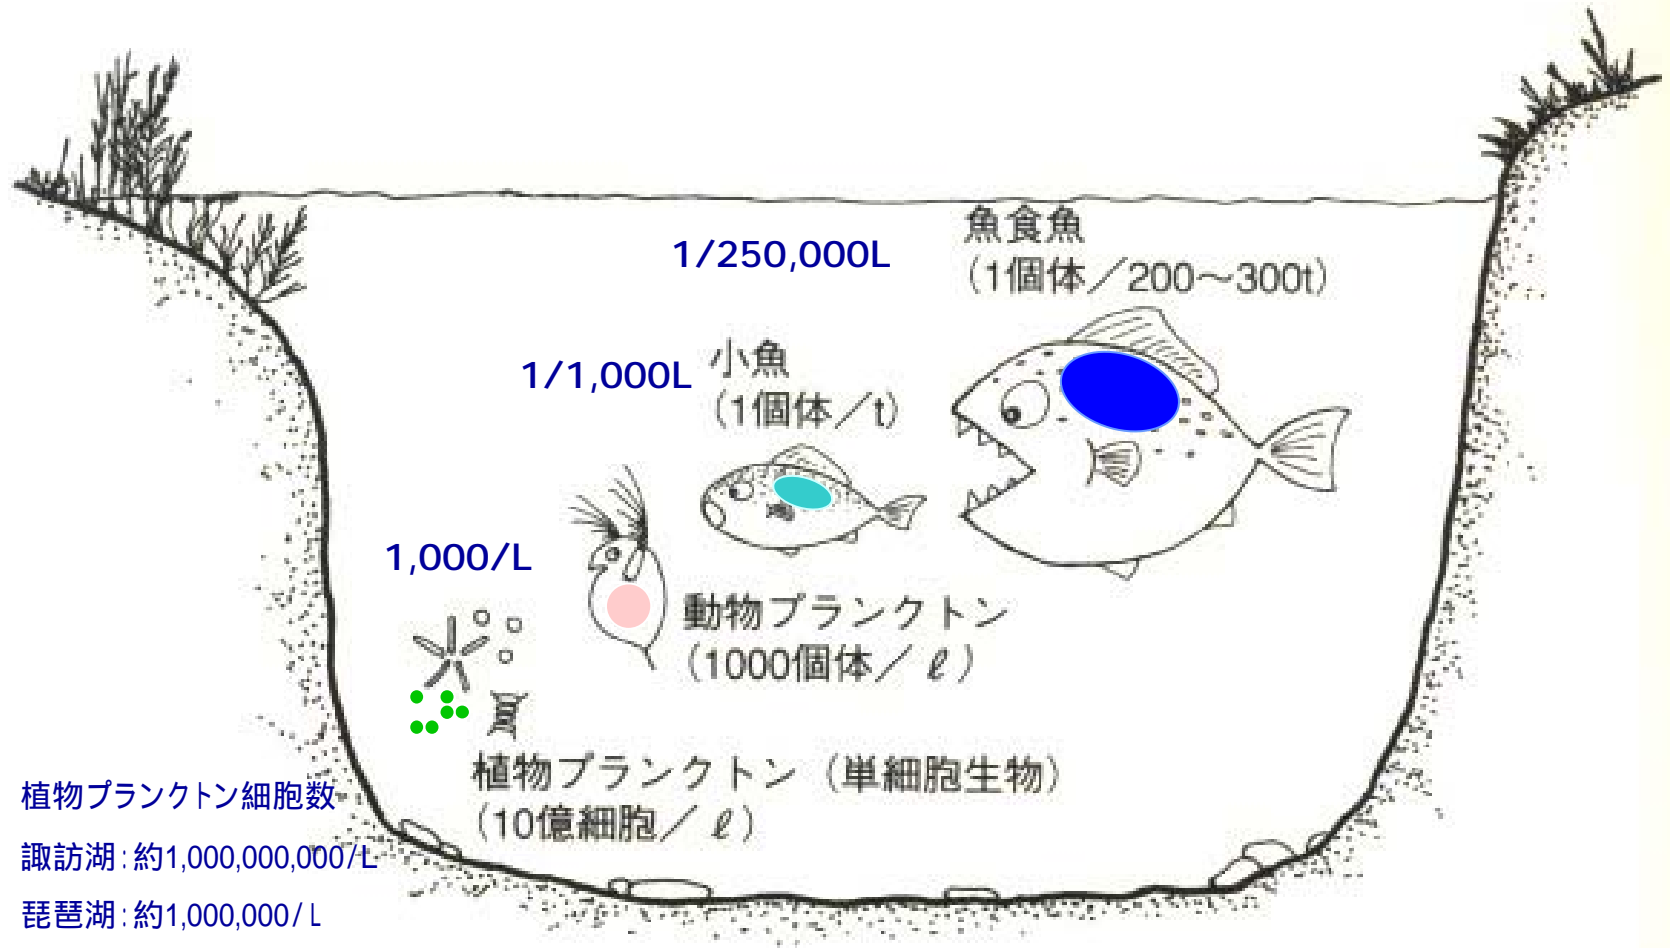 魚食魚
1/250,000L
(1個体／200〜300t)
小魚
1/1,000L
(1個体／t)
1,000/L
動物プランクトン
(1000個体／ℓ)
植物プランクトン (単細胞生物)
(10億細胞／ℓ)
植物プランクトン細胞数
諏訪湖:約1,000,000,000/L
琵琶湖:約1,000,000/L